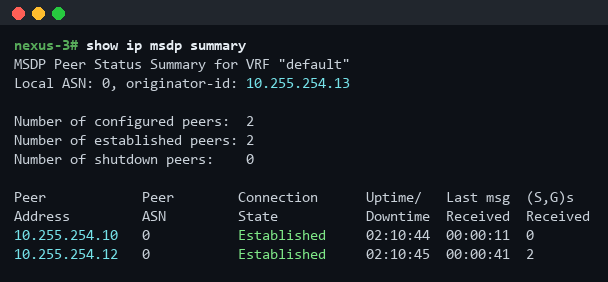 nexus-3# show ip msdp summary
MSDP Peer Status Summary for VRF "default"
Local ASN: 0, originator-id: 10.255.254.13
Number of configured peers:  2
Number of established peers: 2
Number of shutdown peers:    0
Peer            Peer        Connection      Uptime/   Last msg  (S,G)s
Address         ASN         State           Downtime  Received  Received
10.255.254.10   0           Established     02:10:44  00:00:11  0
10.255.254.12   0           Established     02:10:45  00:00:41  2